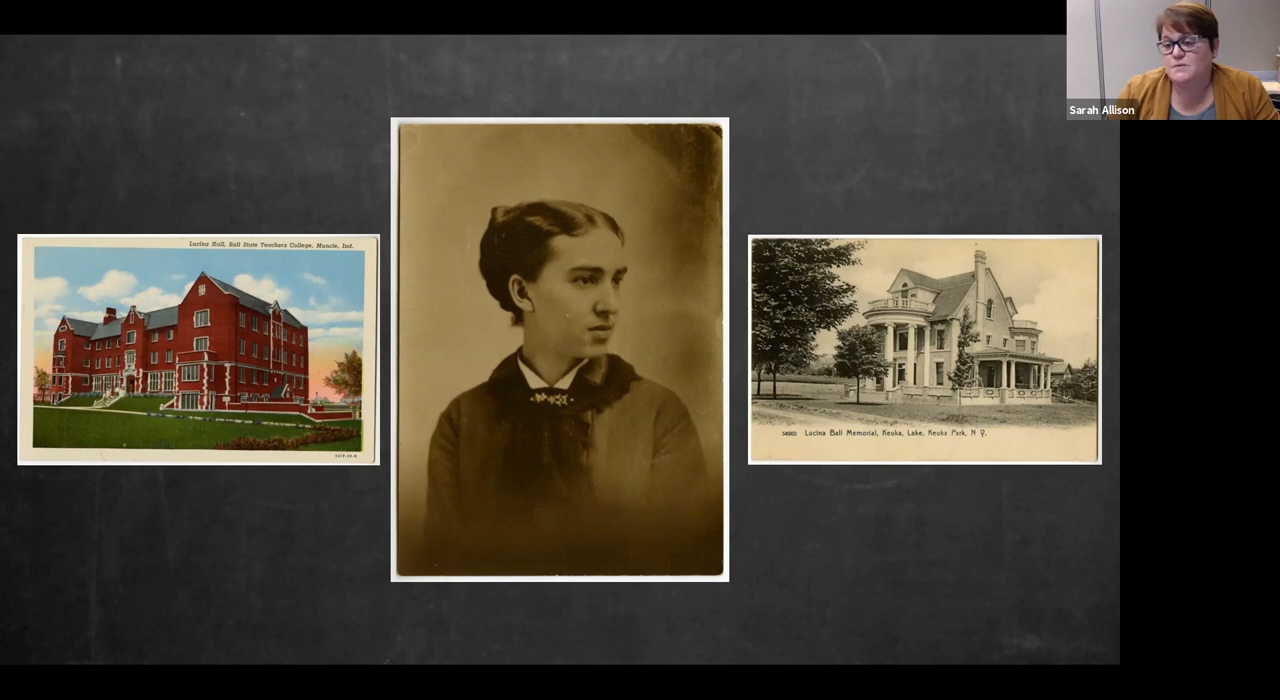 Sarah Allison
Lucina Hall, Ball State Teachers College, Muncie, Ind.
Lucina Ball Memorial, Keuka, Lake, Keuka Park, N Y.